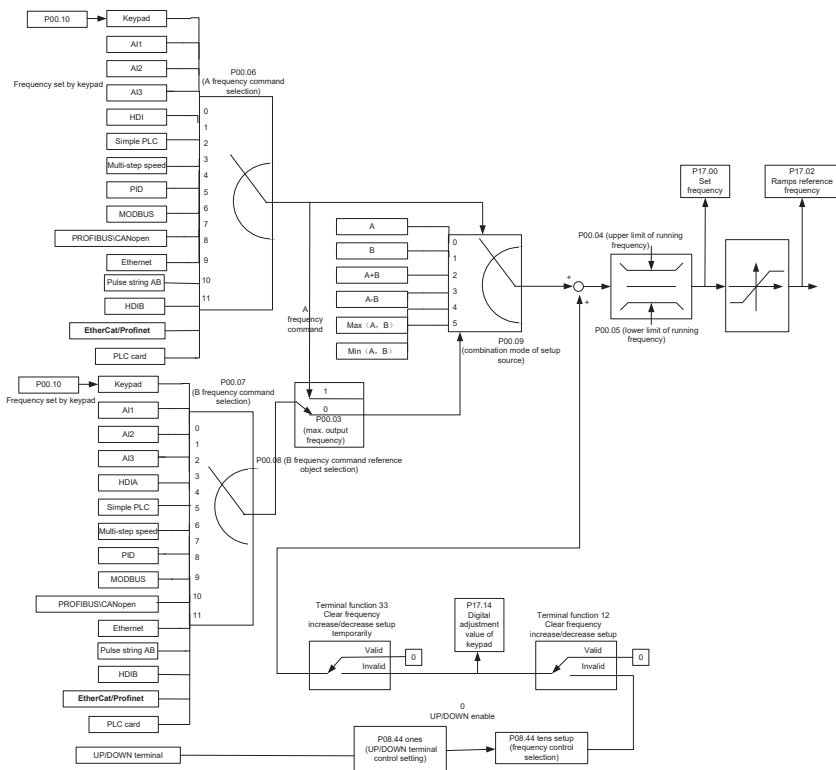 P00.10
Keypad
AI1
AI2
Frequency set by keypad
AI3
HDI
Simple PLC
Multi-step speed
PID
MODBUS
PROFIBUS\CANopen
Ethernet
Pulse string AB
HDIB
EtherCat/Profinet
PLC card
P00.06
(A frequency command
selection)
0
1
2
3
4
5
6
7
8
9
10
11
A
frequency
command
A
B
A+B
A-B
Max（A，B）
Min（A，B）
0
1
2
3
4
5
P00.09
(combination mode of setup
source)
+
+
P00.04 (upper limit of running
frequency)
P00.05 (lower limit of running
frequency)
P17.00
Set
frequency
P17.02
Ramps reference
frequency
P00.10
Frequency set by keypad
Keypad
AI1
AI2
AI3
HDIA
Simple PLC
Multi-step speed
PID
MODBUS
PROFIBUS\CANopen
Ethernet
Pulse string AB
HDIB
EtherCat/Profinet
PLC card
P00.07
(B frequency command
selection)
0
1
2
3
4
5
6
7
8
9
10
11
1
0
P00.03
(max. output
frequency)
P00.08 (B frequency command reference
object selection)
Terminal function 33
Clear frequency
increase/decrease setup
temporarily
Valid
Invalid
0
P17.14
Digital
adjustment
value of
keypad
Terminal function 12
Clear frequency
increase/decrease setup
Valid
Invalid
0
0
UP/DOWN enable
UP/DOWN terminal
P08.44 ones
(UP/DOWN terminal
control setting)
P08.44 tens setup
(frequency control
selection)